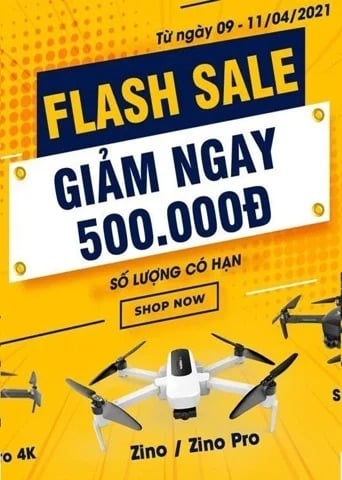 Từ ngày 09 - 11/04/2021
FLASH SALE
GIẢM NGAY
500.000Đ
SỐ LƯỢNG CÓ HẠN
SHOP NOW
o 4K
Zino / Zino Pro
S